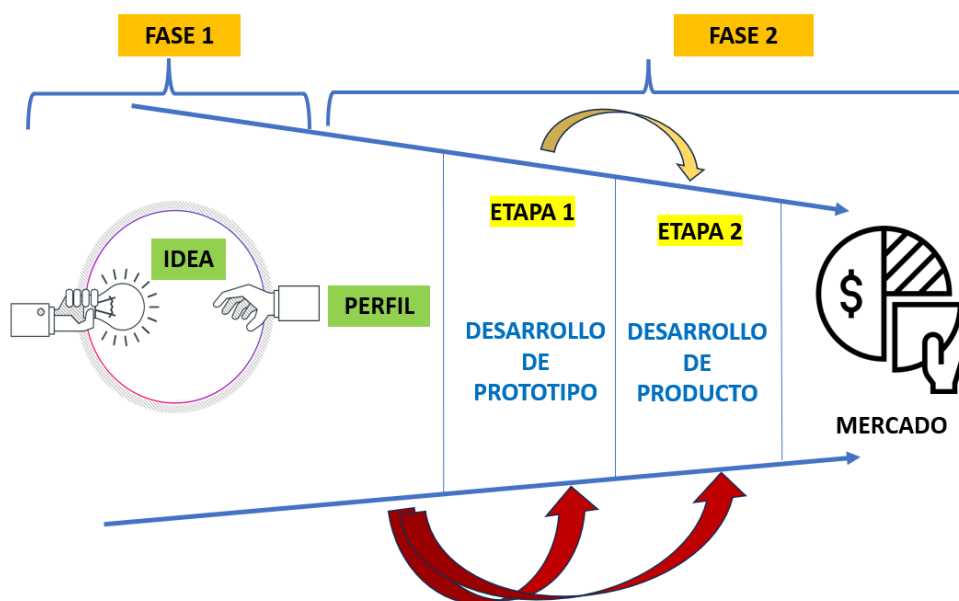 FASE 1
FASE 2
IDEA
PERFIL
ETAPA 1
DESARROLLO
DE
PROTOTIPO
ETAPA 2
DESARROLLO
DE
PRODUCTO
$
MERCADO